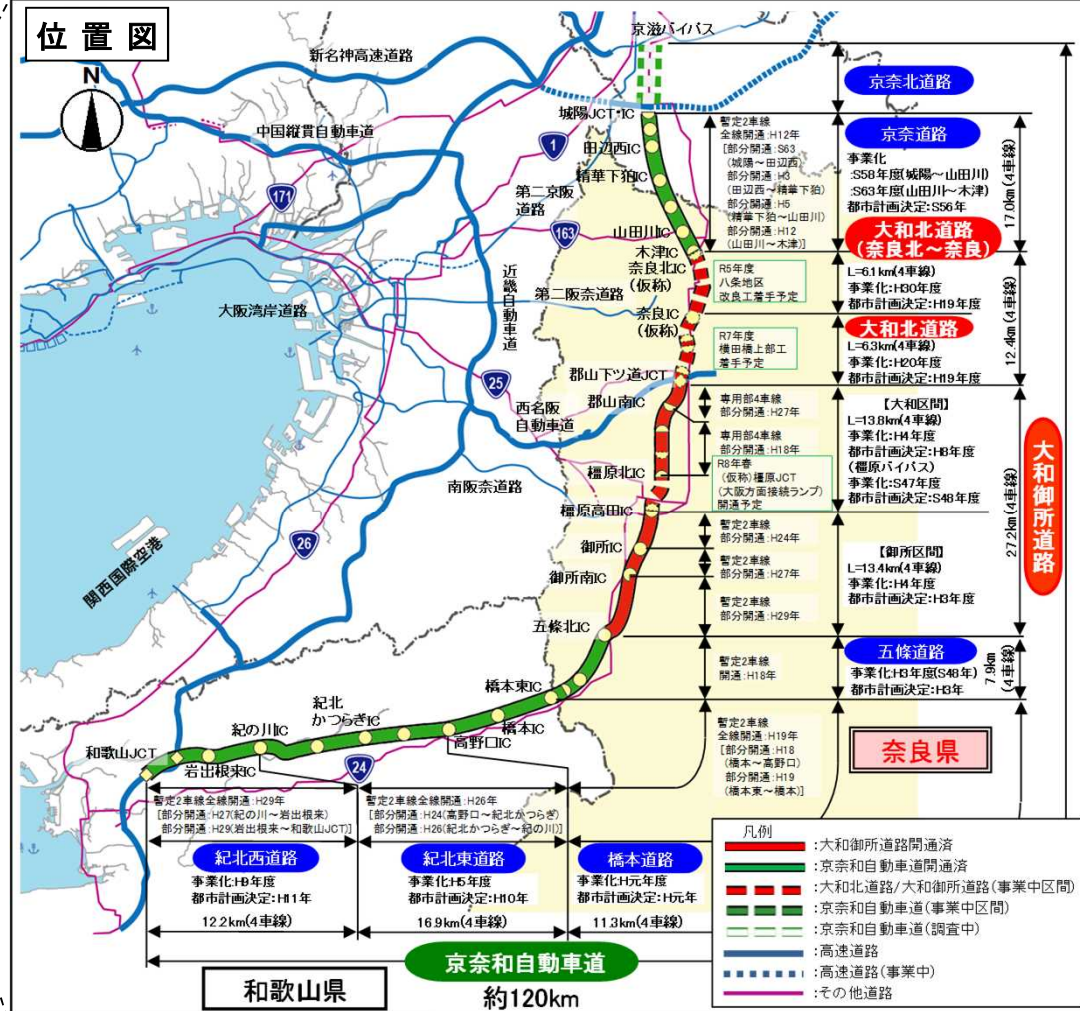 位置図
N
京滋バイパス
新名神高速道路
中国縦貫自動車道
171
1
第二京阪
道路
163
近畿自動車道
第二阪奈道路
大阪湾岸道路
25
西名阪
自動車道
南阪奈道路
26
関西国際空港
24
城陽JCT・IC
田辺西IC
精華下狛IC
山田川IC
木津IC
奈良北IC
(仮称)
奈良IC
(仮称)
郡山下ツ道JCT
郡山南IC
橿原北IC
橿原高田IC
御所IC
御所南IC
五條北IC
橋本東IC
橋本IC
高野口IC
紀北
かつらぎIC
紀の川IC
岩出根来IC
和歌山JCT
暫定2車線
全線開通:H12年
[部分開通:S63
(城陽~田辺西)
部分開通:H3
(田辺西~精華下狛)
部分開通:H5
(精華下狛~山田川)
部分開通:H12
(山田川~木津)]
R5年度
八条地区
改良工着手予定
R7年度
横田橋上部工
着手予定
専用部4車線
部分開通:H27年
専用部4車線
部分開通:H18年
R8年春
(仮称)橿原JCT
(大阪方面接続ランプ)
開通予定
暫定2車線
部分開通:H24年
暫定2車線
部分開通:H27年
暫定2車線
部分開通:H29年
暫定2車線
開通:H18年
暫定2車線
全線開通:H19年
[部分開通:H18
(橋本~高野口)
部分開通:H19
(橋本東~橋本)]
京奈北道路
京奈道路
事業化
:S58年度(城陽~山田川)
:S63年度(山田川~木津)
都市計画決定:S56年
17.0km(4車線)
大和北道路
(奈良北~奈良)
L=6.1km(4車線)
事業化:H30年度
都市計画決定:H19年度
大和北道路
L=6.3km(4車線)
事業化:H20年度
都市計画決定:H19年度
12.4km(4車線)
【大和区間】
L=13.8km(4車線)
事業化:H4年度
都市計画決定:H8年度
(橿原バイパス)
事業化:S47年度
都市計画決定:S48年度
【御所区間】
L=13.4km(4車線)
事業化:H4年度
都市計画決定:H3年度
27.2km(4車線)
大和御所道路
五條道路
事業化:H3年度(S48年)
都市計画決定:H3年
7.9km
(4車線)
奈良県
暫定2車線全線開通:H29年
[部分開通:H27(紀の川~岩出根来)
部分開通:H29(岩出根来~和歌山JCT)]
紀北西道路
事業化:H9年度
都市計画決定:H11年
12.2km(4車線)
暫定2車線全線開通:H26年
[部分開通:H24(高野口~紀北かつらぎ)
部分開通:H26(紀北かつらぎ~紀の川)]
紀北東道路
事業化:H5年度
都市計画決定:H10年
16.9km(4車線)
橋本道路
事業化:H元年度
都市計画決定:H元年
11.3km(4車線)
京奈和自動車道
約120km
和歌山県
凡例
:大和御所道路開通済
:京奈和自動車道開通済
:大和北道路/大和御所道路(事業中区間)
:京奈和自動車道(事業中区間)
:京奈和自動車道(調査中)
:高速道路
:高速道路(事業中)
:その他道路